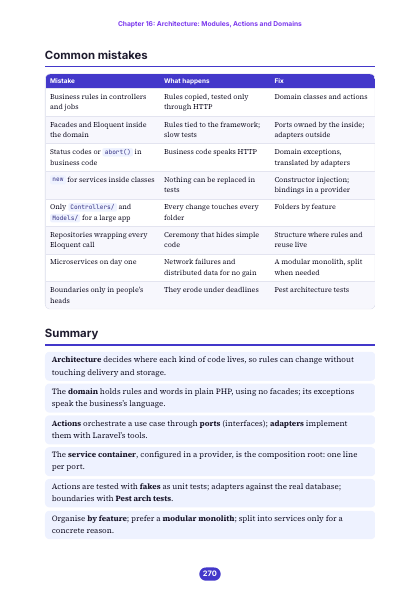 Chapter 16: Architecture: Modules, Actions and Domains
Common mistakes
Mistake What happens Fix
Business rules in controllers Rules copied, tested only Domain classes and actions
and jobs through HTTP
Facades and Eloquent inside Rules tied to the framework; Ports owned by the inside;
the domain slow tests adapters outside
Status codes or abort() in Business code speaks HTTP Domain exceptions,
business code translated by adapters
new for services inside classes Nothing can be replaced in Constructor injection;
tests bindings in a provider
Only Controllers/ and Every change touches every Folders by feature
Models/ for a large app folder
Repositories wrapping every Ceremony that hides simple Structure where rules and
Eloquent call code reuse live
Microservices on day one Network failures and A modular monolith, split
distributed data for no gain when needed
Boundaries only in people's They erode under deadlines Pest architecture tests
heads
Summary
Architecture decides where each kind of code lives, so rules can change without
touching delivery and storage.
The domain holds rules and words in plain PHP, using no facades; its exceptions
speak the business's language.
Actions orchestrate a use case through ports (interfaces); adapters implement
them with Laravel's tools.
The service container, configured in a provider, is the composition root: one line
per port.
Actions are tested with fakes as unit tests; adapters against the real database;
boundaries with Pest arch tests.
Organise by feature; prefer a modular monolith; split into services only for a
concrete reason.
270